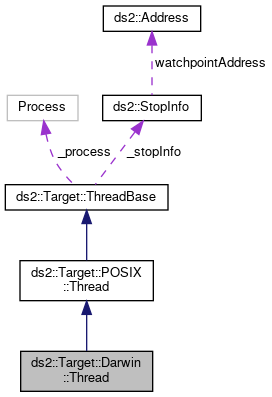 ds2::Address
watchpointAddress
Process
ds2::StopInfo
_process
_stopInfo
ds2::Target::ThreadBase
ds2::Target::POSIX
::Thread
ds2::Target::Darwin
::Thread